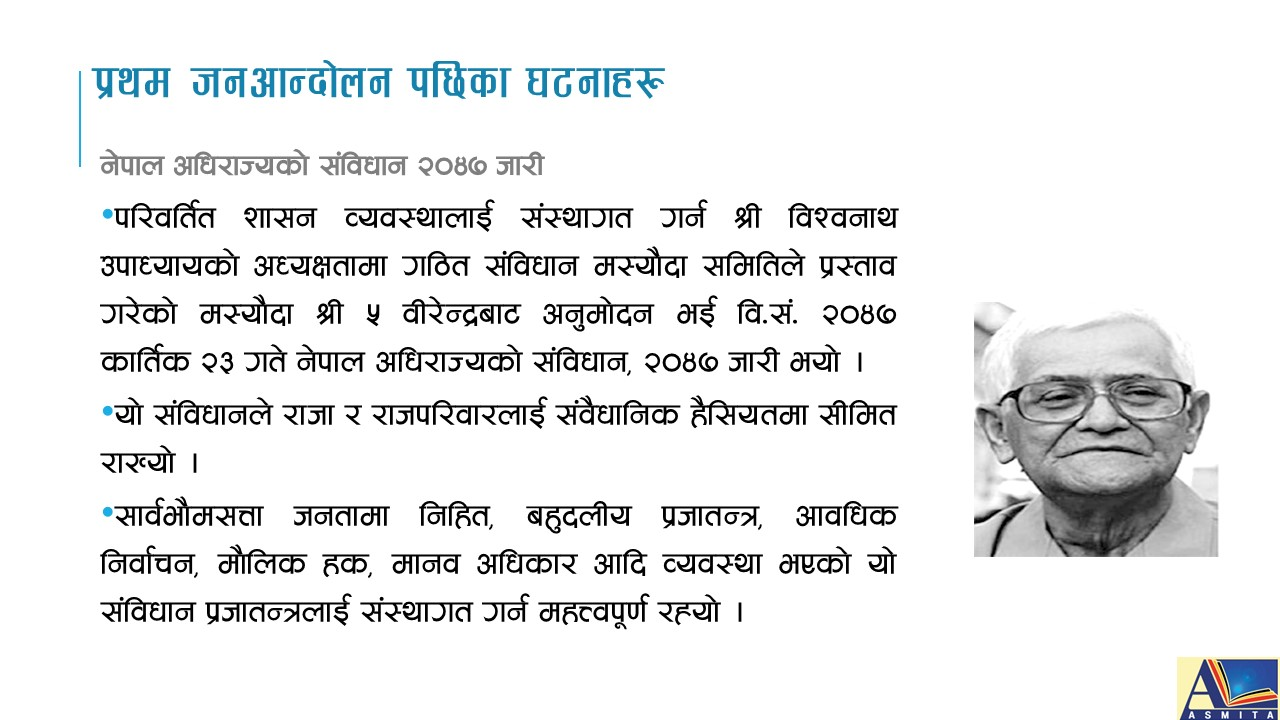 प्रथम जनआन्दोलन पछिका घटनाहरू
नेपाल अधिराज्यको संविधान २०४७ जारी
•परिवर्तित शासन व्यवस्थालाई संस्थागत गर्न श्री विश्वनाथ
उपाध्यायको अध्यक्षतामा गठित संविधान मस्यौदा समितिले प्रस्ताव
गरेको मस्यौदा श्री ५ वीरेन्द्रबाट अनुमोदन भई वि.सं. २०४७
कार्तिक २३ गते नेपाल अधिराज्यको संविधान, २०४७ जारी भयो ।
•यो संविधानले राजा र राजपरिवारलाई संवैधानिक हैसियतमा सीमित
राख्यो ।
•सार्वभौमसत्ता जनतामा निहित, बहुदलीय प्रजातन्त्र, आवधिक
निर्वाचन, मौलिक हक, मानव अधिकार आदि व्यवस्था भएको यो
संविधान प्रजातन्त्रलाई संस्थागत गर्न महत्त्वपूर्ण रह्यो ।
ASMITA